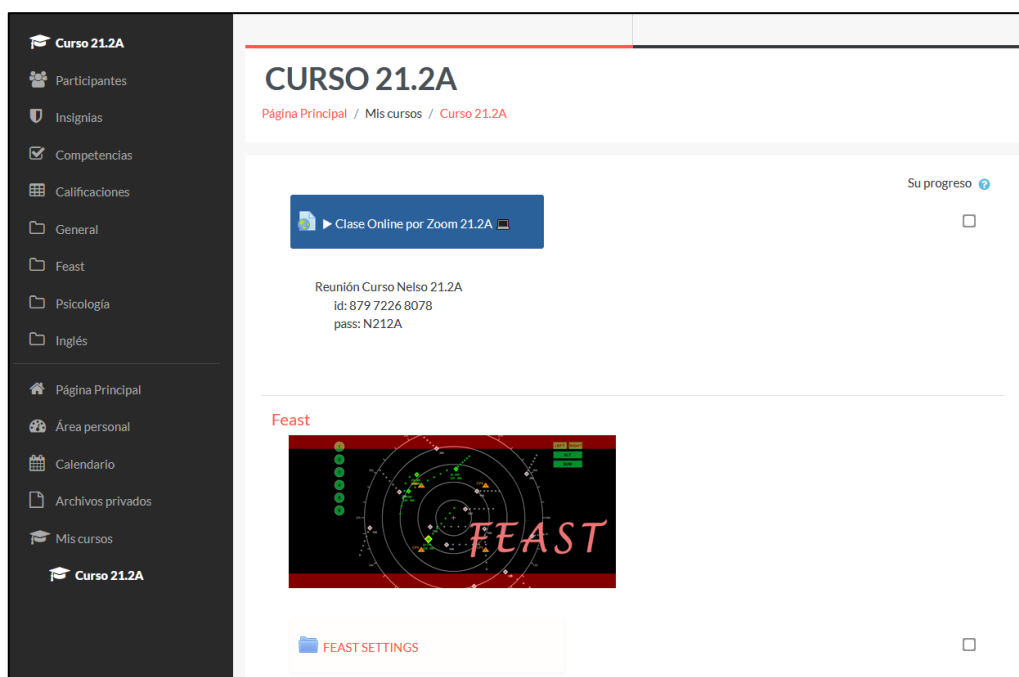 Curso 21.2A
Participantes
Insignias
Competencias
Calificaciones
General
Feast
Psicología
Inglés
Página Principal
Área personal
Calendario
Archivos privados
Mis cursos
Curso 21.2A
CURSO 21.2A
Página Principal / Mis cursos / Curso 21.2A
Su progreso
Clase Online por Zoom 21.2A
Reunión Curso Nelso 21.2A
id: 879 7226 8078
pass: N212A
Feast
FEAST
FEAST SETTINGS